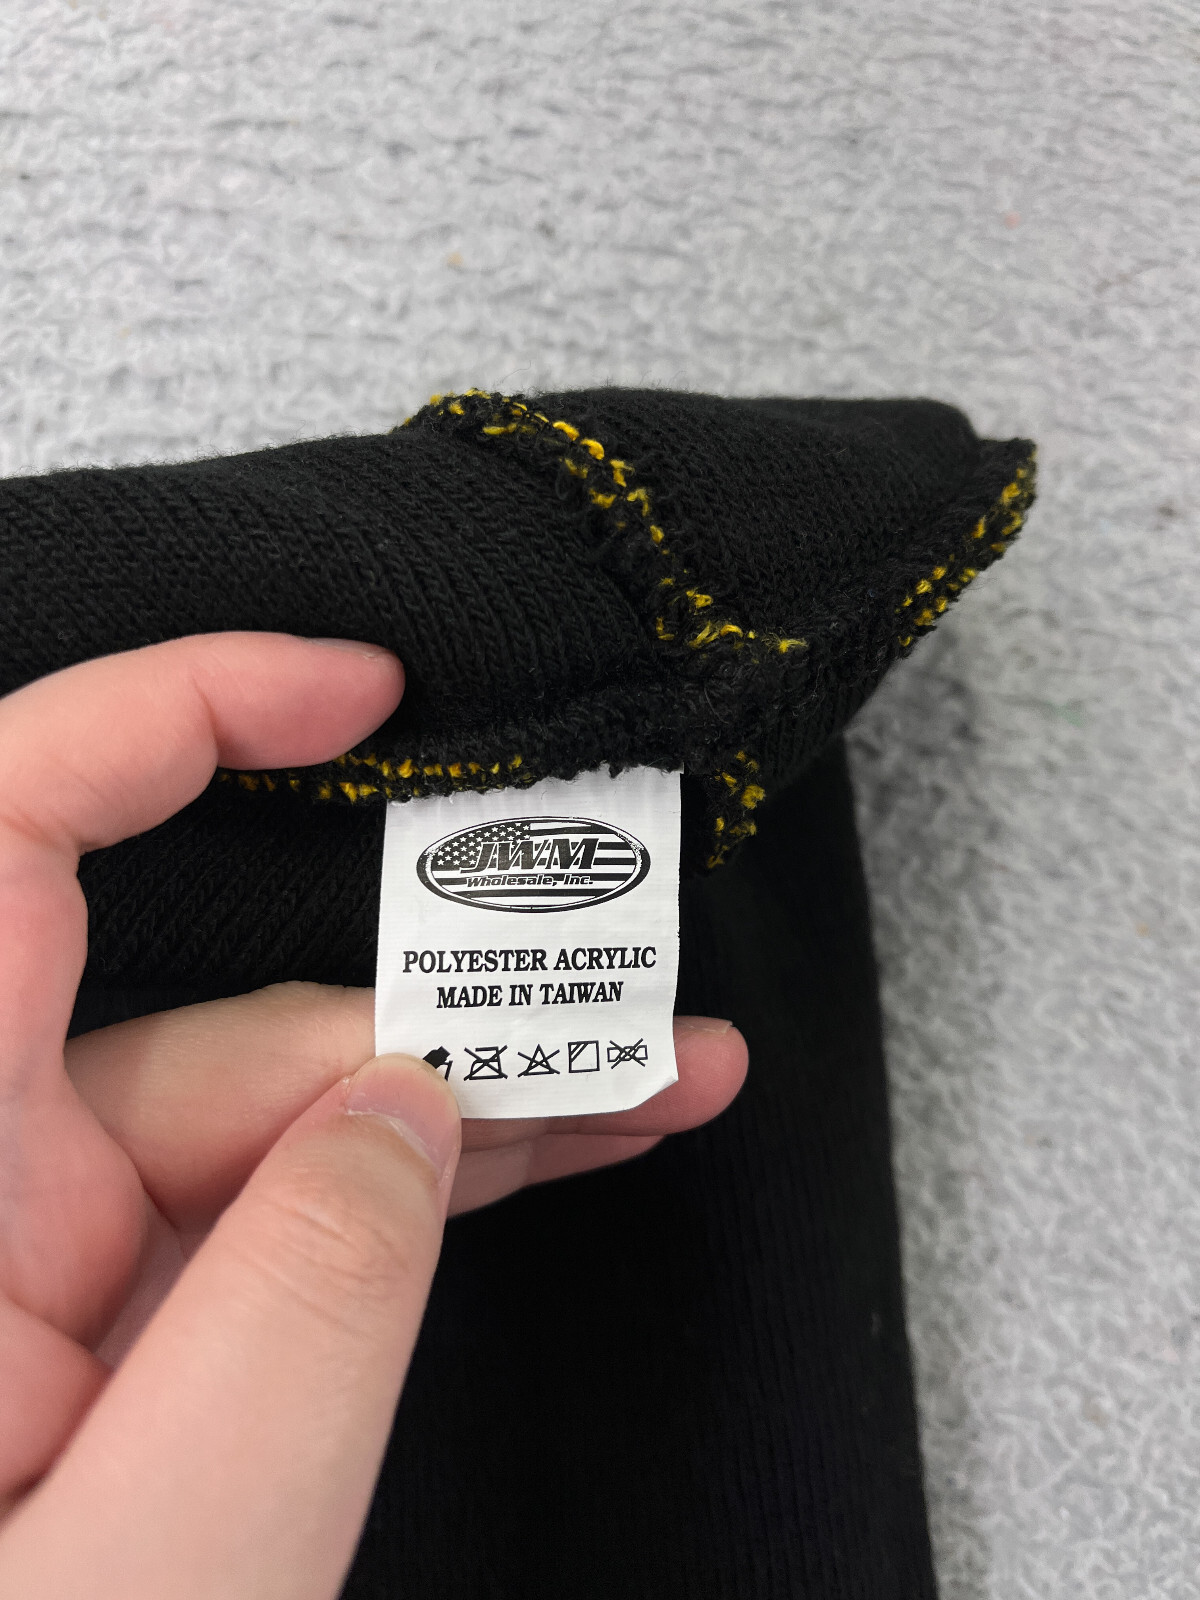 JWM
Wholesale, Inc.
POLYESTER ACRYLIC
MADE IN TAIWAN